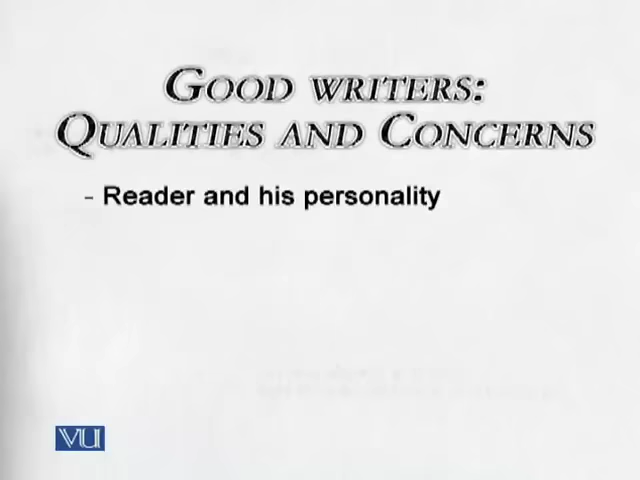 GOOD WRITERS:
QUALITIES AND CONCERNS
- Reader and his personality
VU